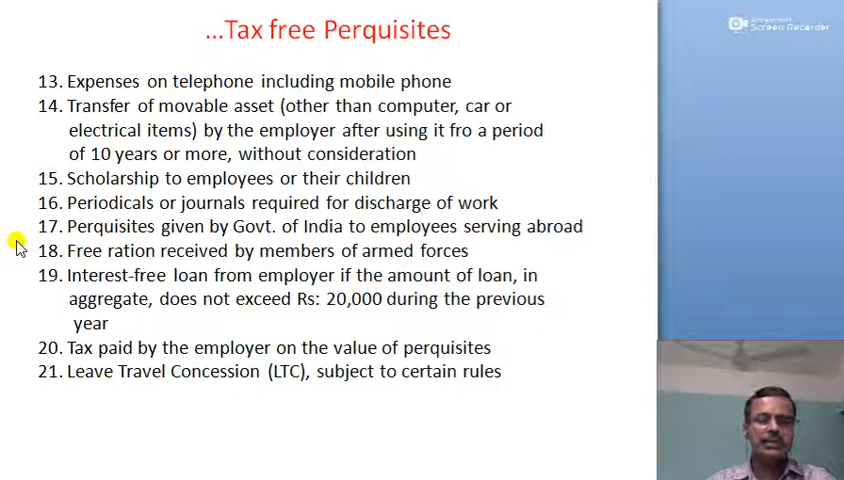 ...Tax free Perquisites
13. Expenses on telephone including mobile phone
14. Transfer of movable asset (other than computer, car or
electrical items) by the employer after using it fro a period
of 10 years or more, without consideration
15. Scholarship to employees or their children
16. Periodicals or journals required for discharge of work
17. Perquisites given by Govt. of India to employees serving abroad
18. Free ration received by members of armed forces
19. Interest-free loan from employer if the amount of loan, in
aggregate, does not exceed Rs: 20,000 during the previous
year
20. Tax paid by the employer on the value of perquisites
21. Leave Travel Concession (LTC), subject to certain rules
Screen Recorder